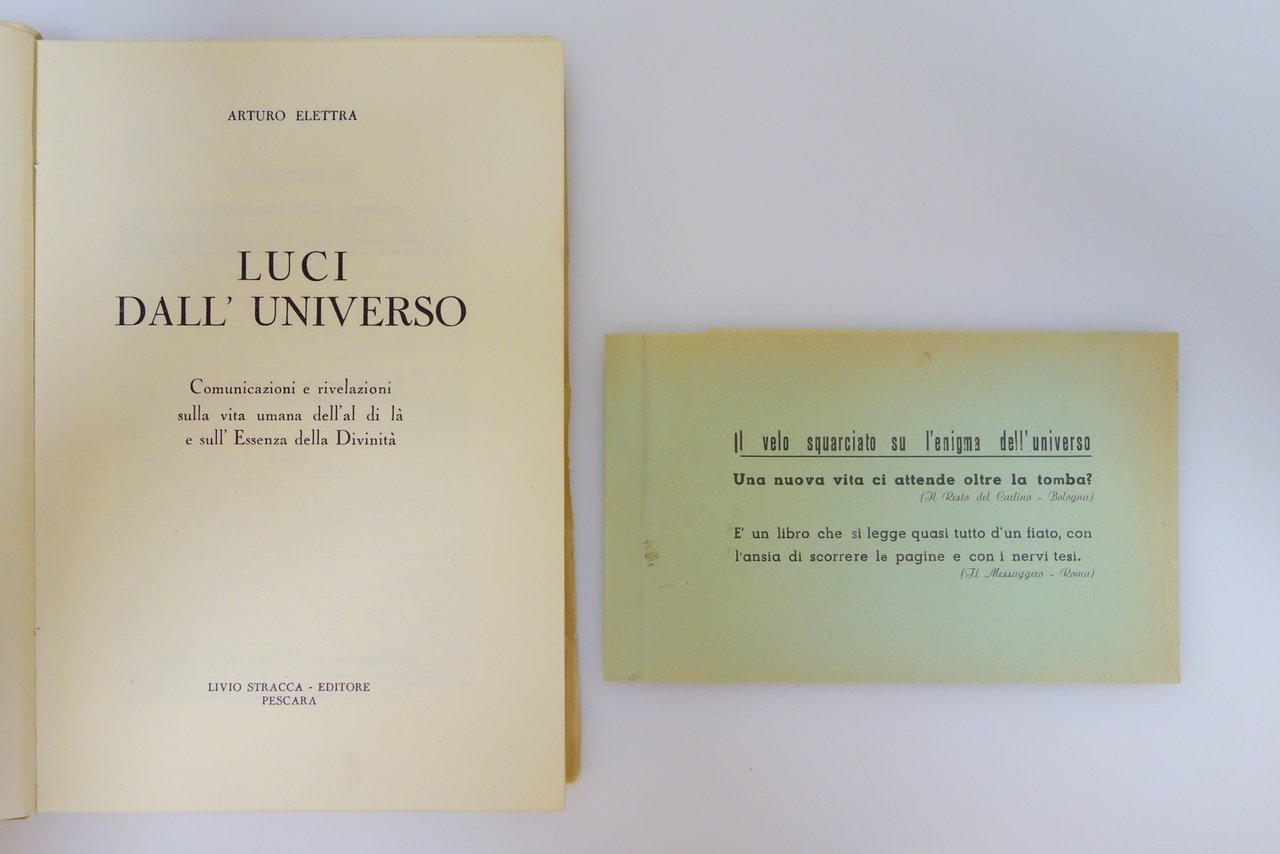 ARTURO ELETTRA
LUCI
DALL' UNIVERSO
Comunicazioni e rivelazioni
sulla vita umana dell'al di là
e sull' Essenza della Divinità
LIVIO STRACCA - EDITORE
PESCARA
Il velo squarciato su l'enigma dell'universo
Una nuova vita ci attende oltre la tomba?
(Il Resto del Carlino - Bologna)
E' un libro che si legge quasi tutto d'un fiato, con
l'ansia di scorrere le pagine e con i nervi tesi.
(Il Messaggero - Roma)